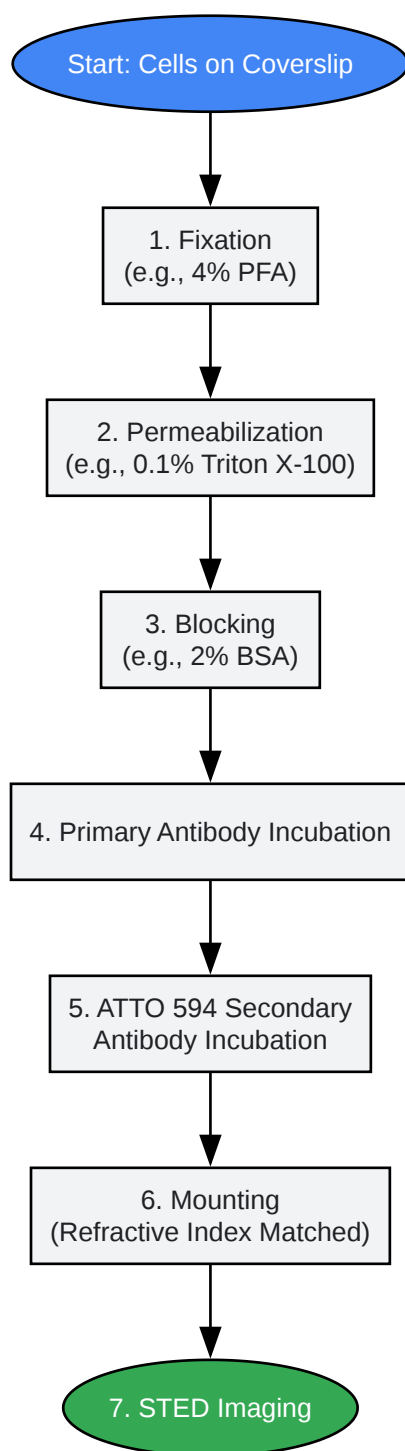 Start: Cells on Coverslip
1. Fixation
(e.g., 4% PFA)
2. Permeabilization
(e.g., 0.1% Triton X-100)
3. Blocking
(e.g., 2% BSA)
4. Primary Antibody Incubation
5. ATTO 594 Secondary
Antibody Incubation
6. Mounting
(Refractive Index Matched)
7. STED Imaging